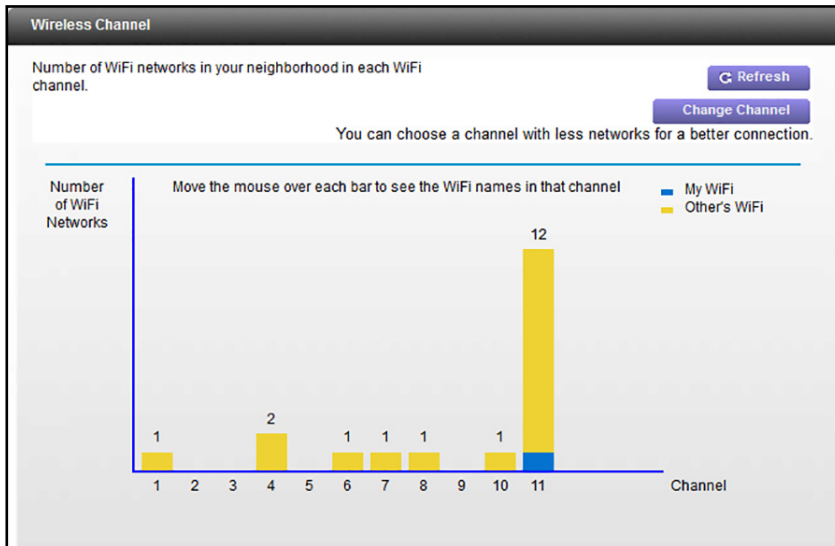 Wireless Channel
Number of WiFi networks in your neighborhood in each WiFi
channel.
Refresh
Change Channel
You can choose a channel with less networks for a better connection.
Number
of WiFi
Networks
Move the mouse over each bar to see the WiFi names in that channel
My WiFi
Other's WiFi
12
2
1 1 1 1 1
1 2 3 4 5 6 7 8 9 10 11 Channel